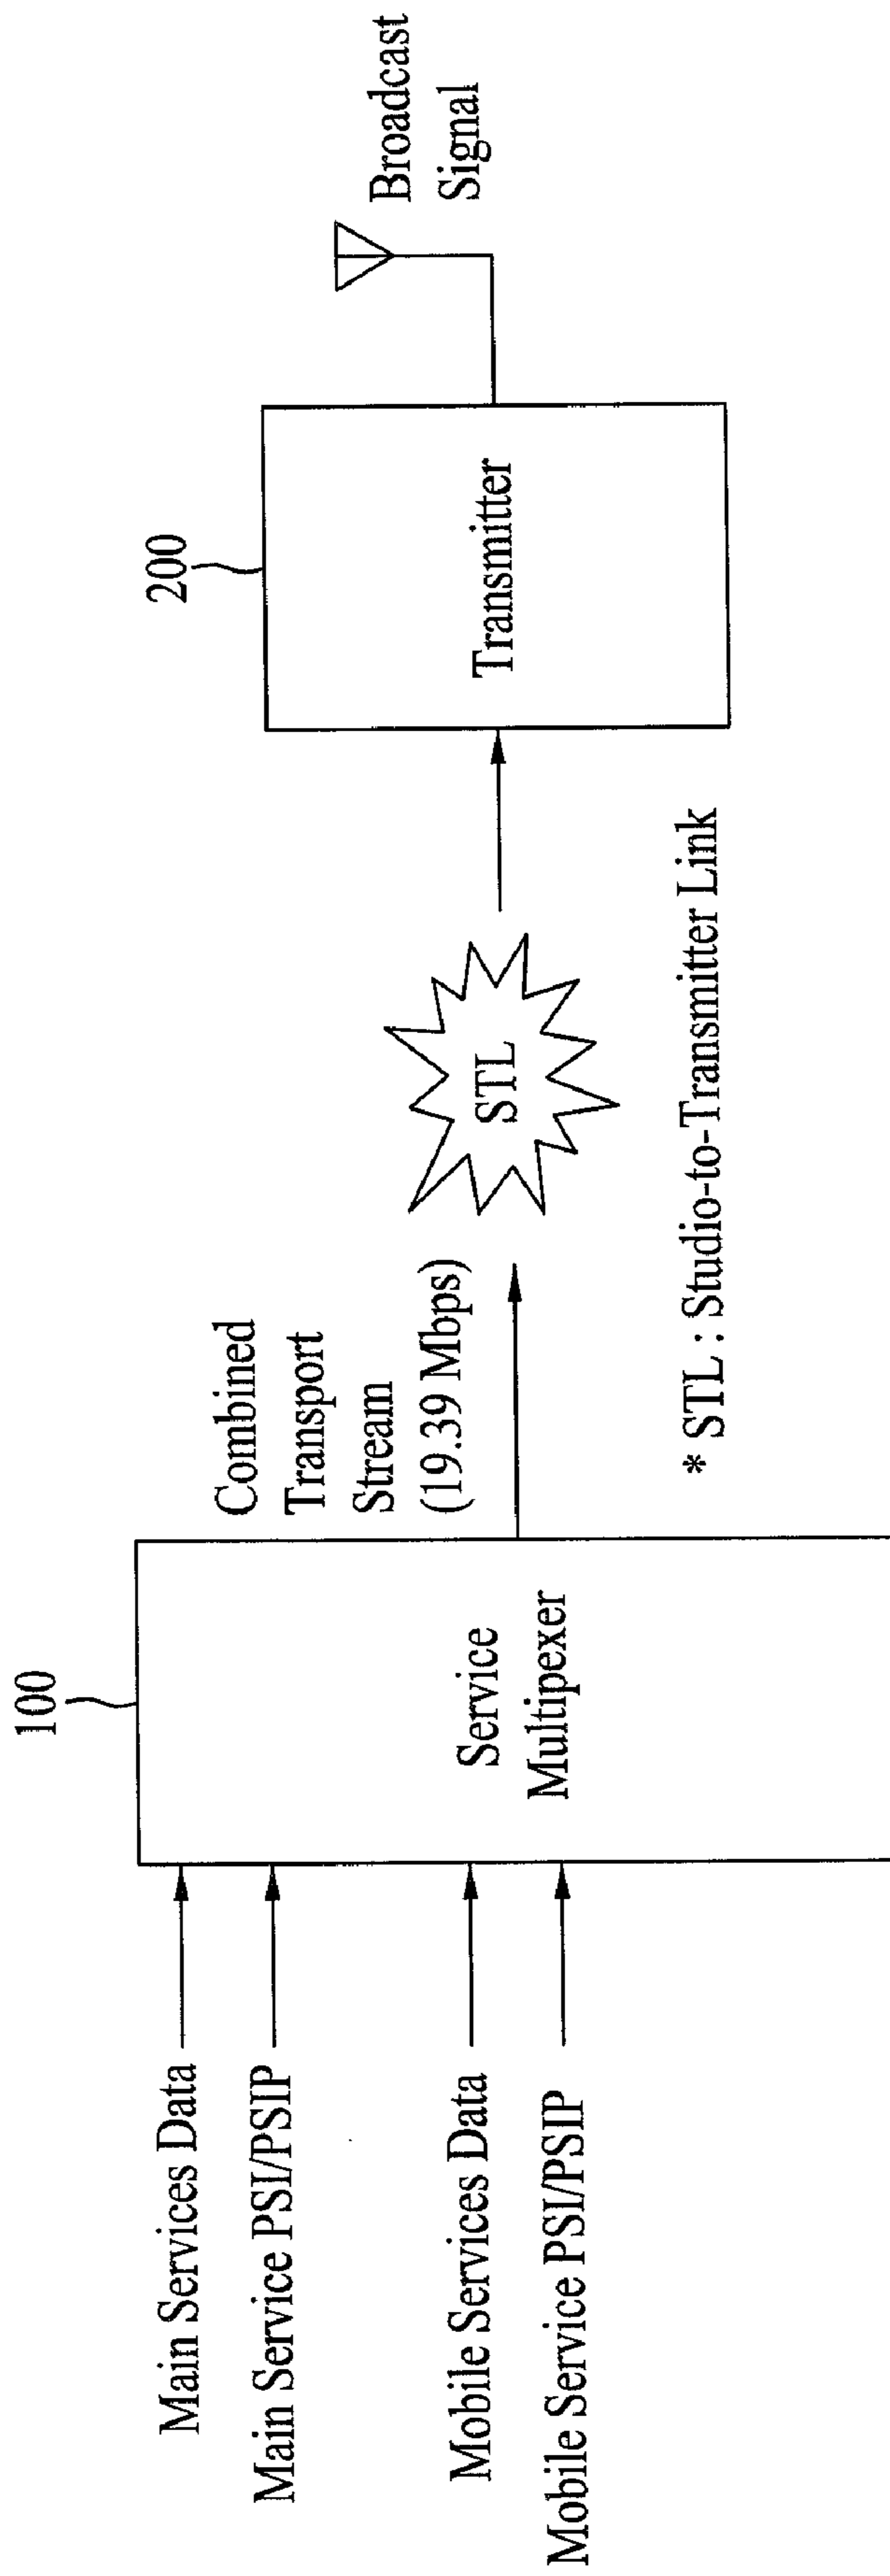 Main Services Data
Main Service PSI/PSIP
Mobile Services Data
Mobile Service PSI/PSIP
100
Service
Multipexer
Combined
Transport
Stream
(19.39 Mbps)
STL
200
Transmitter
Broadcast
Signal
* STL : Studio-to-Transmitter Link